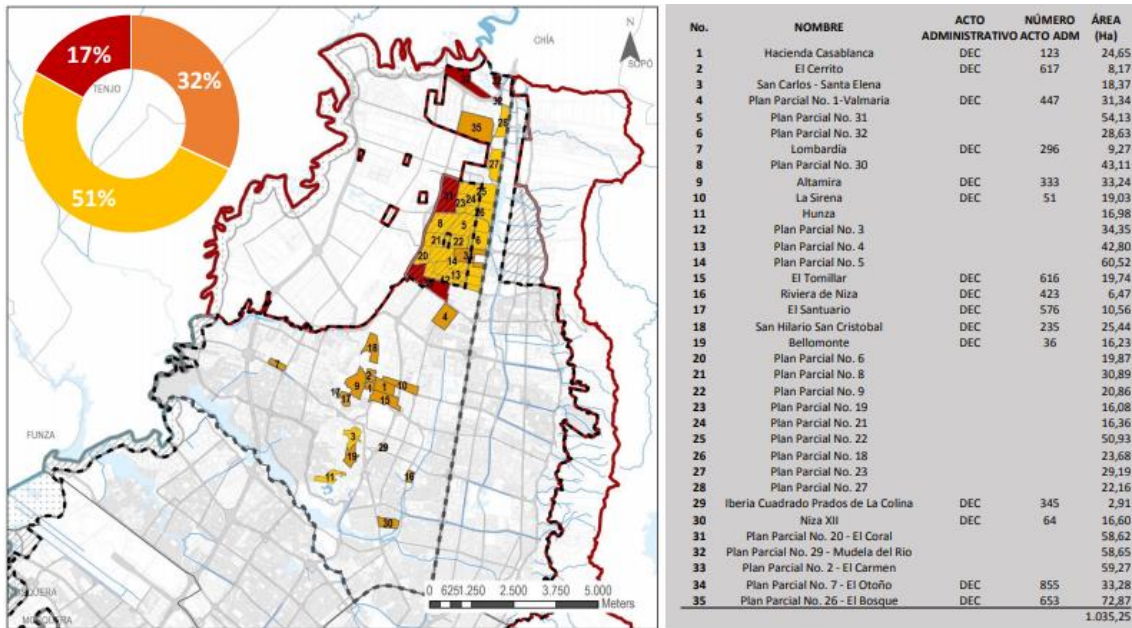 17%
32%
51%
TENJO
N
CHÍA
SOPÓ
FUNZA
MOSQUERA
MOSQUERA
0 6251.250 2.500 3.750 5.000
Meters
No. NOMBRE ACTO ADMINISTRATIVO NÚMERO ACTO ADM ÁREA (Ha)
1 Hacienda Casablanca DEC 123 24,65
2 El Cerrito DEC 617 8,17
3 San Carlos - Santa Elena 18,37
4 Plan Parcial No. 1-Valmaria DEC 447 31,34
5 Plan Parcial No. 31 54,13
6 Plan Parcial No. 32 28,63
7 Lombardía DEC 296 9,27
8 Plan Parcial No. 30 43,11
9 Altamira DEC 333 33,24
10 La Sirena DEC 51 19,03
11 Hunza 16,98
12 Plan Parcial No. 3 34,35
13 Plan Parcial No. 4 42,80
14 Plan Parcial No. 5 60,52
15 El Tomillar DEC 616 19,74
16 Riviera de Niza DEC 423 6,47
17 El Santuario DEC 576 10,56
18 San Hilario San Cristobal DEC 235 25,44
19 Bellomonte DEC 36 16,23
20 Plan Parcial No. 6 19,87
21 Plan Parcial No. 8 30,89
22 Plan Parcial No. 9 20,86
23 Plan Parcial No. 19 16,08
24 Plan Parcial No. 21 16,36
25 Plan Parcial No. 22 50,93
26 Plan Parcial No. 18 23,68
27 Plan Parcial No. 23 29,19
28 Plan Parcial No. 27 22,16
29 Iberia Cuadrado Prados de La Colina DEC 345 2,91
30 Niza XII DEC 64 16,60
31 Plan Parcial No. 20 - El Coral 58,62
32 Plan Parcial No. 29 - Mudela del Rio 58,65
33 Plan Parcial No. 2 - El Carmen 59,27
34 Plan Parcial No. 7 - El Otoño DEC 855 33,28
35 Plan Parcial No. 26 - El Bosque DEC 653 72,87
1.035,25